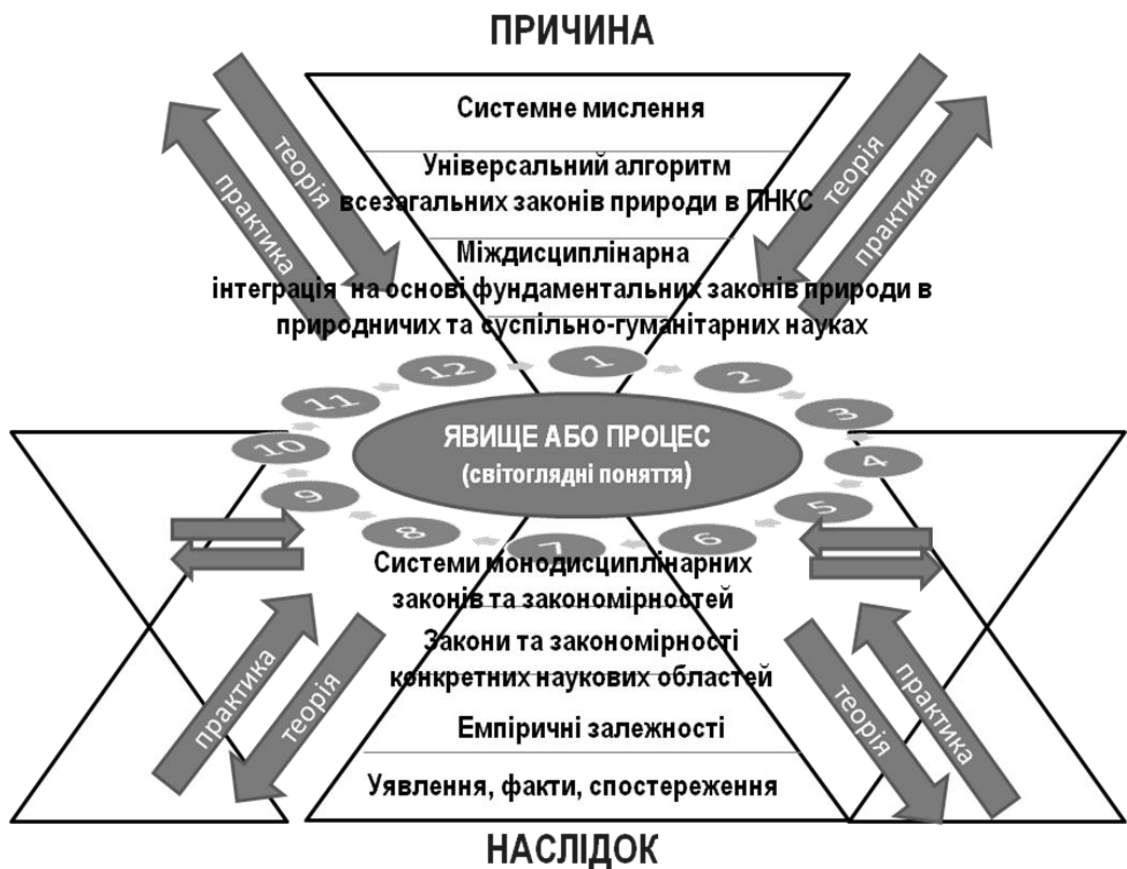 ПРИЧИНА
Системне мислення
Універсальний алгоритм
всезагальних законів природи в ПНКС
Міждисциплінарна
інтеграція на основі фундаментальних законів природи в
природничих та суспільно-гуманітарних науках
теорія
практика
теорія
практика
1
2
3
4
5
6
7
8
9
10
11
12
ЯВИЩЕ АБО ПРОЦЕС
(світоглядні поняття)
Системи монодисциплінарних
законів та закономірностей
Закони та закономірності
конкретних наукових областей
Емпіричні залежності
Уявлення, факти, спостереження
практика
теорія
теорія
практика
НАСЛІДОК